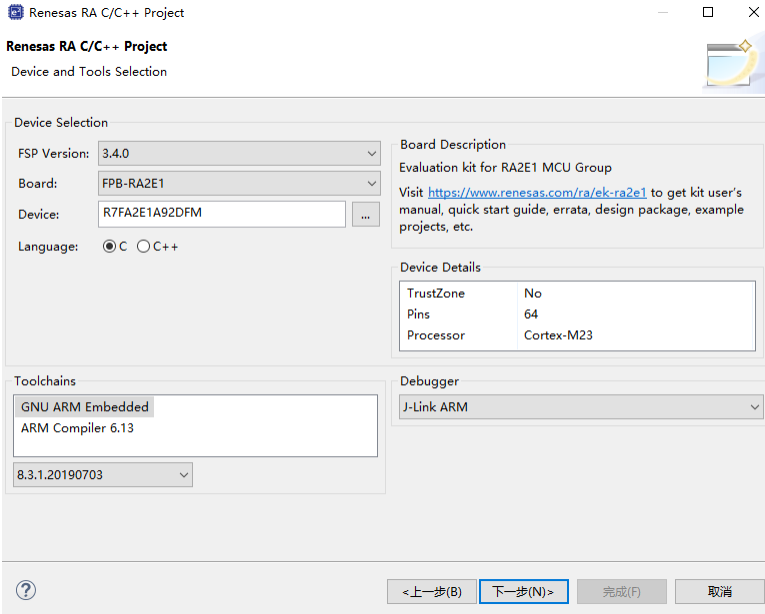 Renesas RA C/C++ Project
Renesas RA C/C++ Project
Device and Tools Selection
Device Selection
FSP Version:
3.4.0
Board:
FPB-RA2E1
Device:
R7FA2E1A92DFM
...
Language:
C
C++
Board Description
Evaluation kit for RA2E1 MCU Group
Visit https://www.renesas.com/ra/ek-ra2e1 to get kit user's
manual, quick start guide, errata, design package, example
projects, etc.
Device Details
TrustZone No
Pins 64
Processor Cortex-M23
Toolchains
GNU ARM Embedded
ARM Compiler 6.13
8.3.1.20190703
Debugger
J-Link ARM
?
<上一步(B)
下一步(N)>
完成(F)
取消